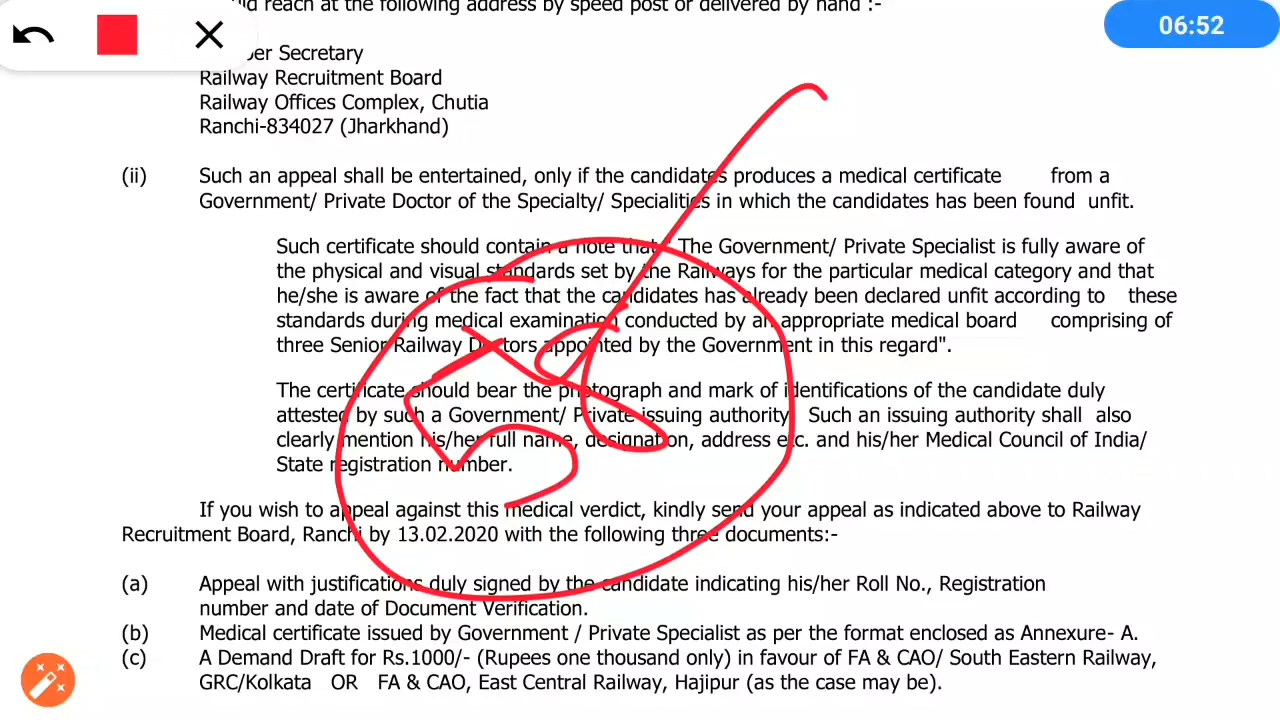 reach at the following address by speed post or delivered by hand :-
06:52
Secretary
Railway Recruitment Board
Railway Offices Complex, Chutia
Ranchi-834027 (Jharkhand)
(ii) Such an appeal shall be entertained, only if the candidates produces a medical certificate from a
Government/ Private Doctor of the Specialty/ Specialities in which the candidates has been found unfit.
Such certificate should contain a note that " The Government/ Private Specialist is fully aware of
the physical and visual standards set by the Railways for the particular medical category and that
he/she is aware of the fact that the candidates has already been declared unfit according to these
standards during medical examination conducted by an appropriate medical board comprising of
three Senior Railway Doctors appointed by the Government in this regard".
The certificate should bear the photograph and mark of identifications of the candidate duly
attested by such a Government/ Private issuing authority. Such an issuing authority shall also
clearly mention his/her full name, designation, address etc. and his/her Medical Council of India/
State registration number.
If you wish to appeal against this medical verdict, kindly send your appeal as indicated above to Railway
Recruitment Board, Ranchi by 13.02.2020 with the following three documents:-
(a) Appeal with justifications duly signed by the candidate indicating his/her Roll No., Registration
number and date of Document Verification.
(b) Medical certificate issued by Government / Private Specialist as per the format enclosed as Annexure- A.
(c) A Demand Draft for Rs.1000/- (Rupees one thousand only) in favour of FA & CAO/ South Eastern Railway,
GRC/Kolkata OR FA & CAO, East Central Railway, Hajipur (as the case may be).